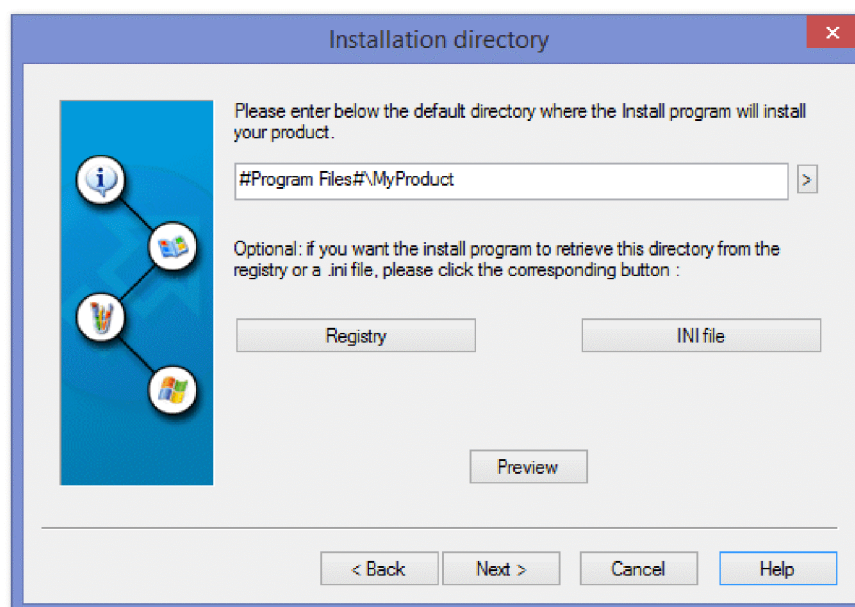 Installation directory
Please enter below the default directory where the Install program will install
your product.
#Program Files#\MyProduct
>
Optional: if you want the install program to retrieve this directory from the
registry or a .ini file, please click the corresponding button :
Registry
INI file
Preview
< Back
Next >
Cancel
Help